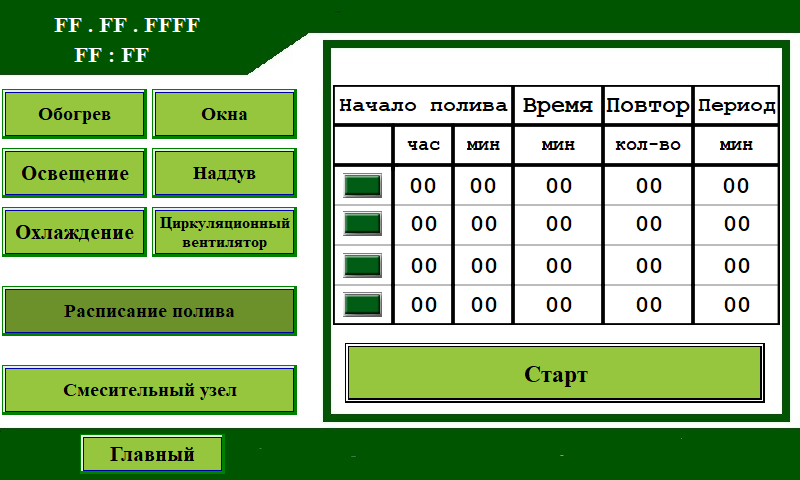 FF . FF . FFFF
FF : FF
Обогрев
Окна
Освещение
Наддув
Охлаждение
Циркуляционный
вентилятор
Расписание полива
Смесительный узел
Начало полива Время Повтор Период
час мин мин кол-во мин
00 00 00 00 00
00 00 00 00 00
00 00 00 00 00
00 00 00 00 00
Старт
Главный